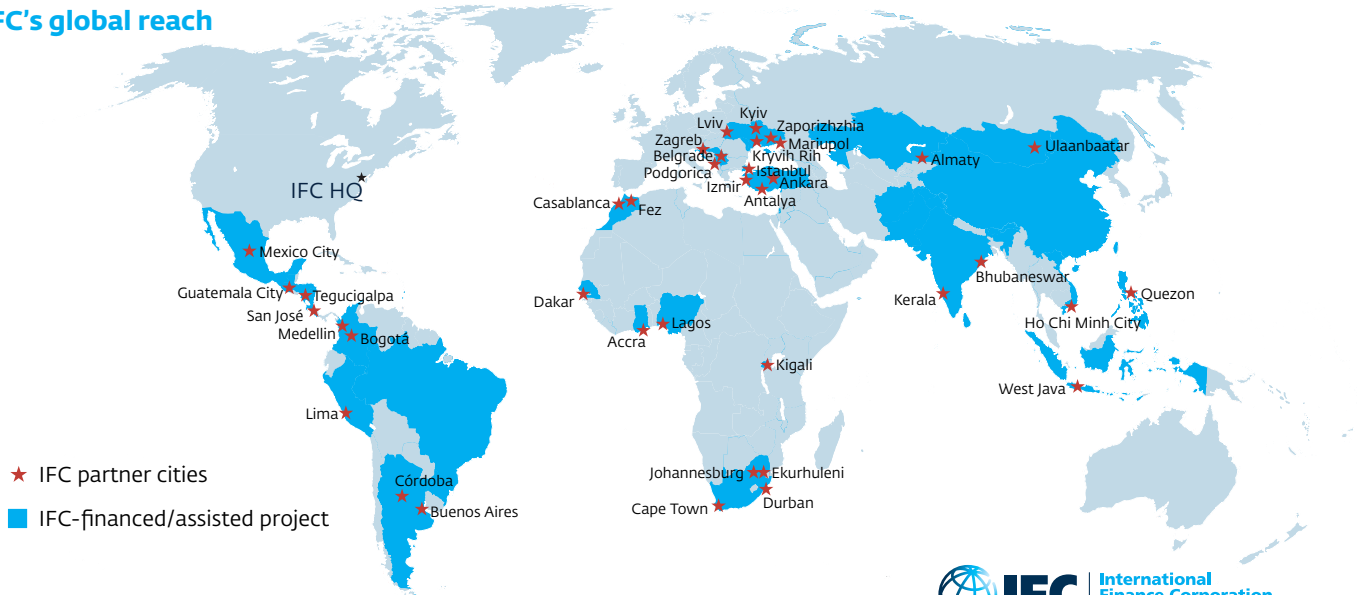 FC's global reach
Kyiv
Lviv
Zaporizhzhia
Zagreb
Mariupol
Belgrade
Kryvih Rih
Ulaanbaatar
Almaty
Podgorica
Istanbul
Izmir
Ankara
IFC HQ
Antalya
Casablanca
Fez
Mexico City
Bhubaneswar
Guatemala City
Tegucigalpa
Dakar
Kerala
Quezon
San José
Medellin
Bogotá
Lagos
Accra
Ho Chi Minh City
Kigali
West Java
Lima
IFC partner cities
Johannesburg
Ekurhuleni
Córdoba
Cape Town
Durban
Buenos Aires
IFC-financed/assisted project
IFC
International
Finance Corporation